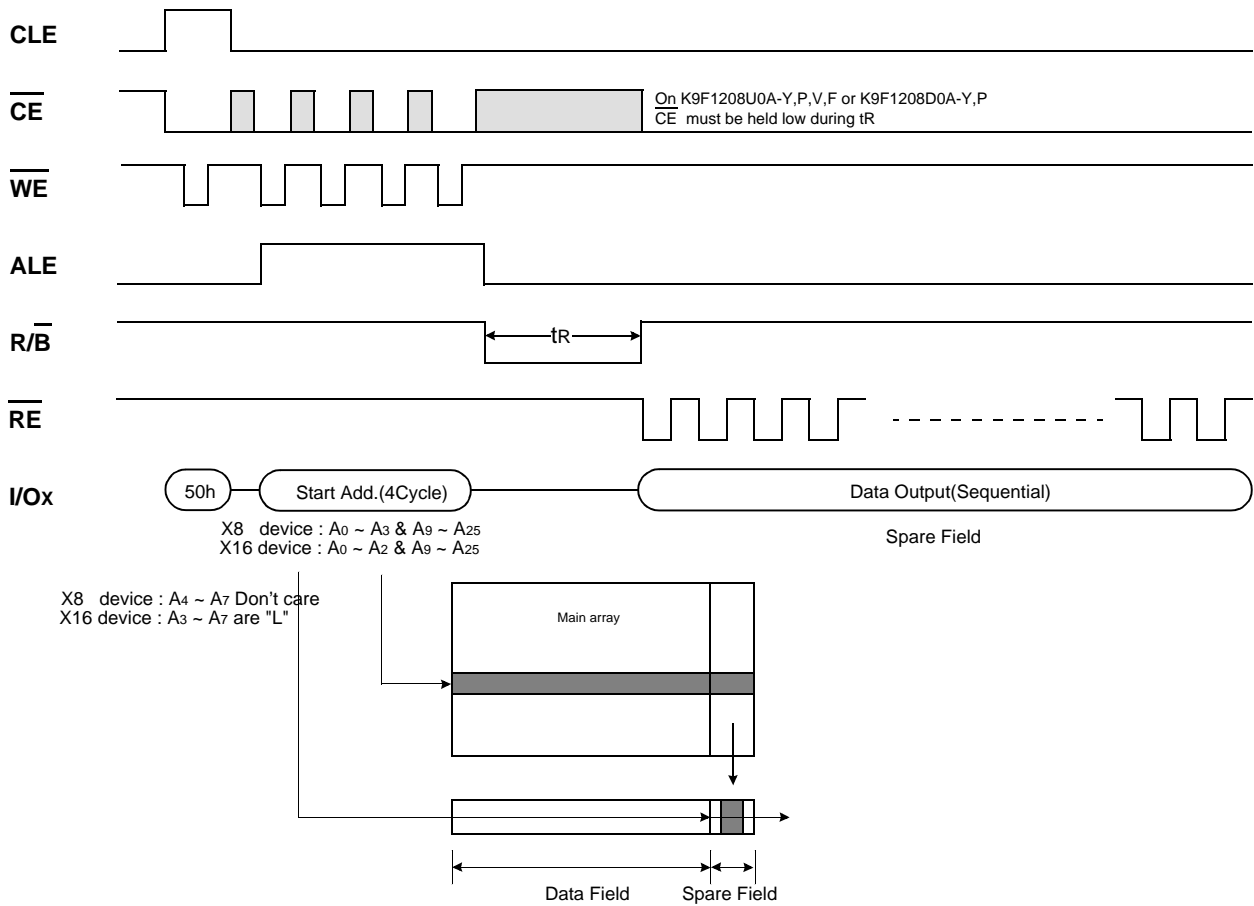 CLE
CE
On K9F1208U0A-Y,P,V,F or K9F1208D0A-Y,P
CE must be held low during tR
WE
ALE
R/B
tR
RE
I/Ox
50h
Start Add.(4Cycle)
Data Output(Sequential)
X8 device : A0 ~ A3 & A9 ~ A25
X16 device : A0 ~ A2 & A9 ~ A25
Spare Field
X8 device : A4 ~ A7 Don't care
X16 device : A3 ~ A7 are "L"
Main array
Data Field
Spare Field